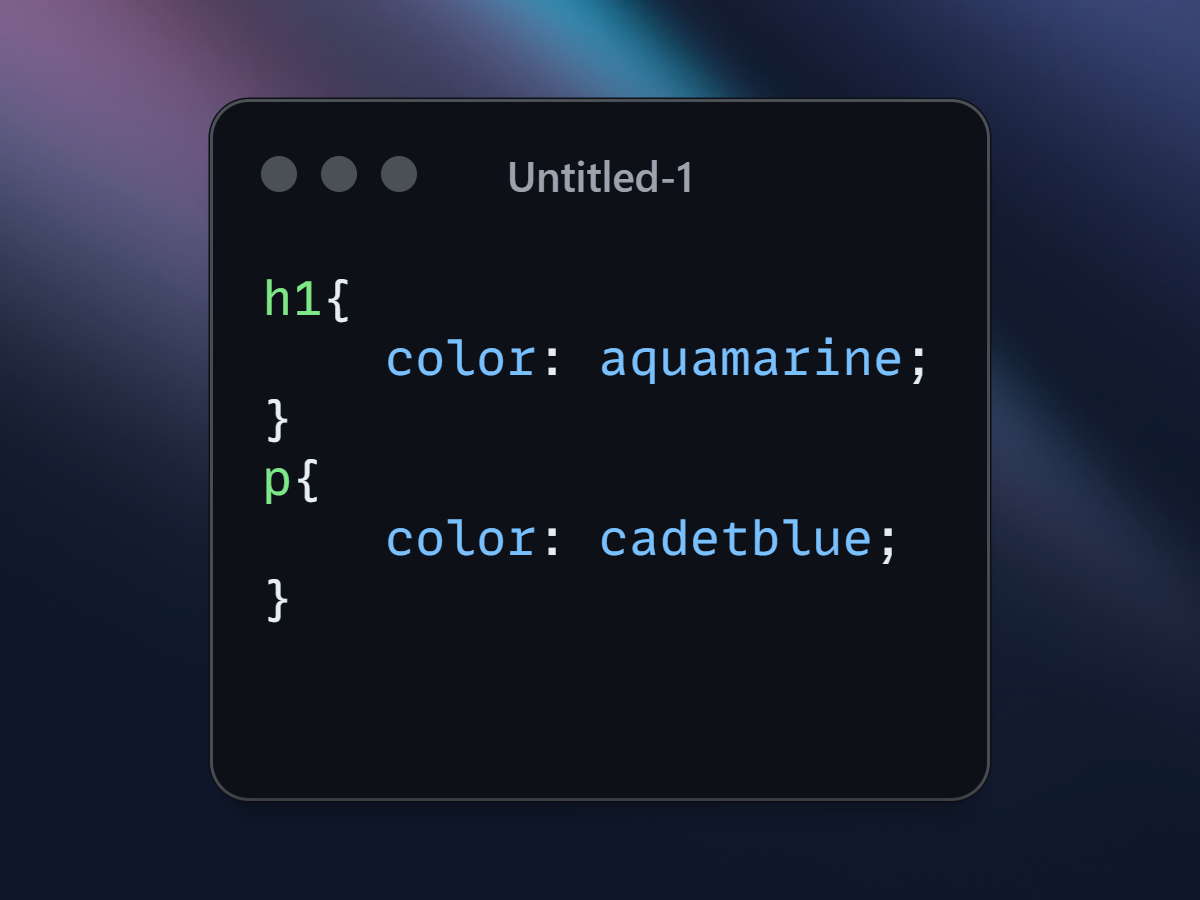 Untitled-1
h1{
    color: aquamarine;
}
p{
    color: cadetblue;
}